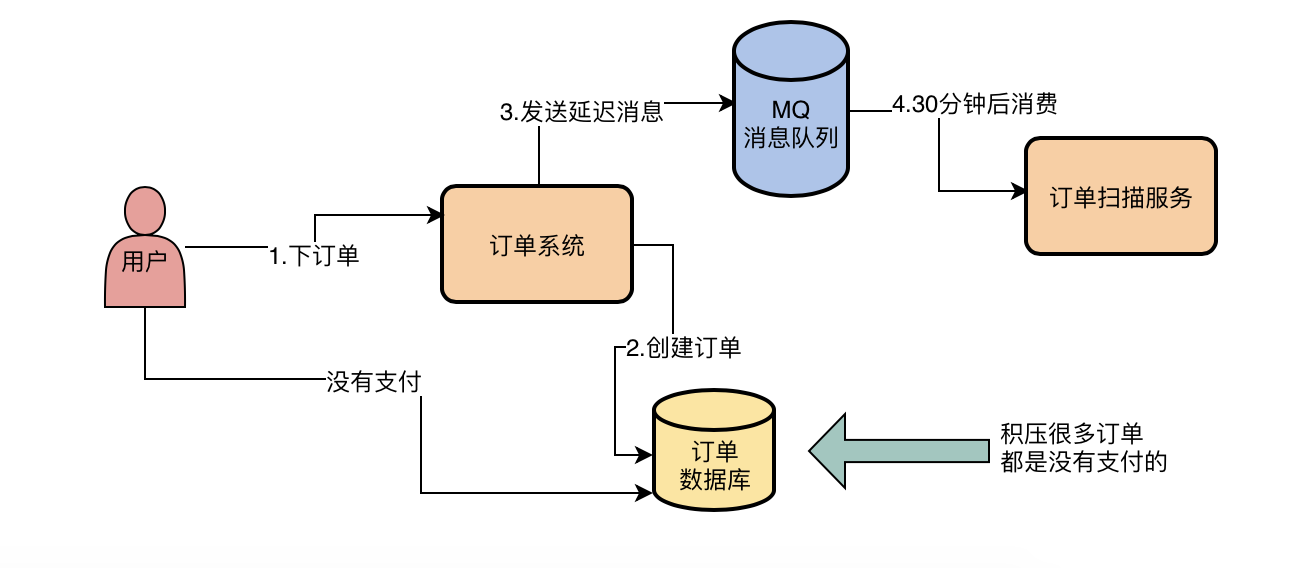 MQ
消息队列
3.发送延迟消息
4.30分钟后消费
订单扫描服务
用户
1.下订单
订单系统
2.创建订单
没有支付
订单
数据库
积压很多订单
都是没有支付的